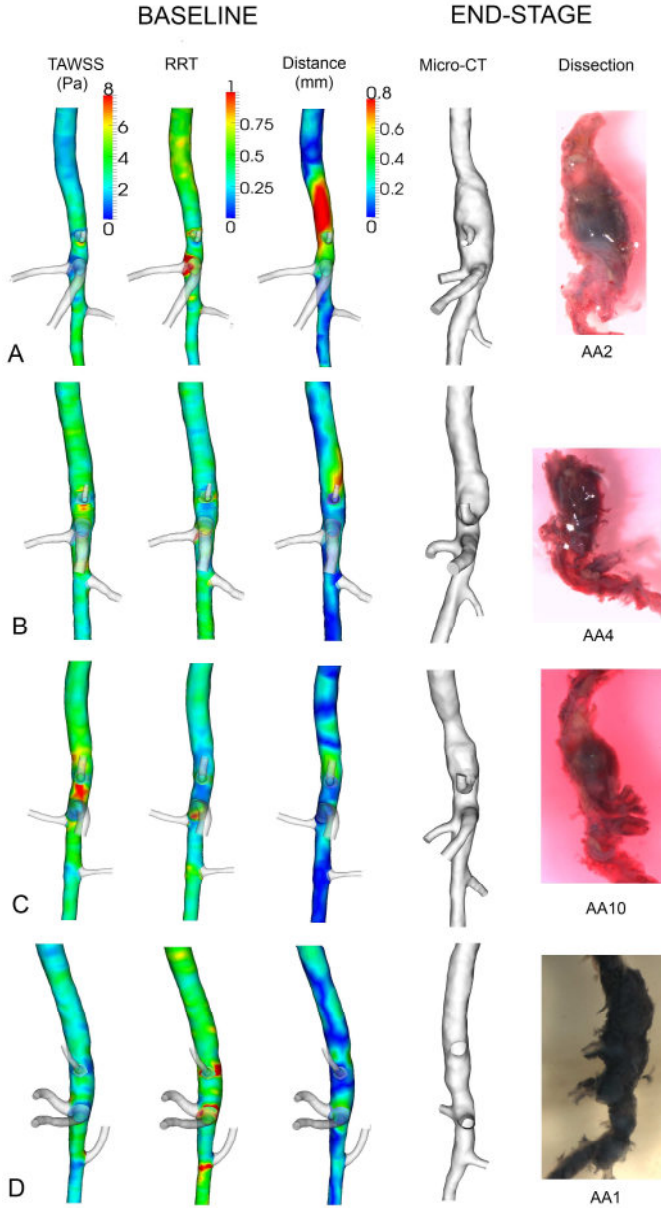 BASELINE END-STAGE
TAWSS (Pa) RRT Distance (mm) Micro-CT Dissection
8 1 0.8
6 0.75 0.6
4 0.5 0.4
2 0.25 0.2
0 0
A AA2
B AA4
C AA10
D AA1